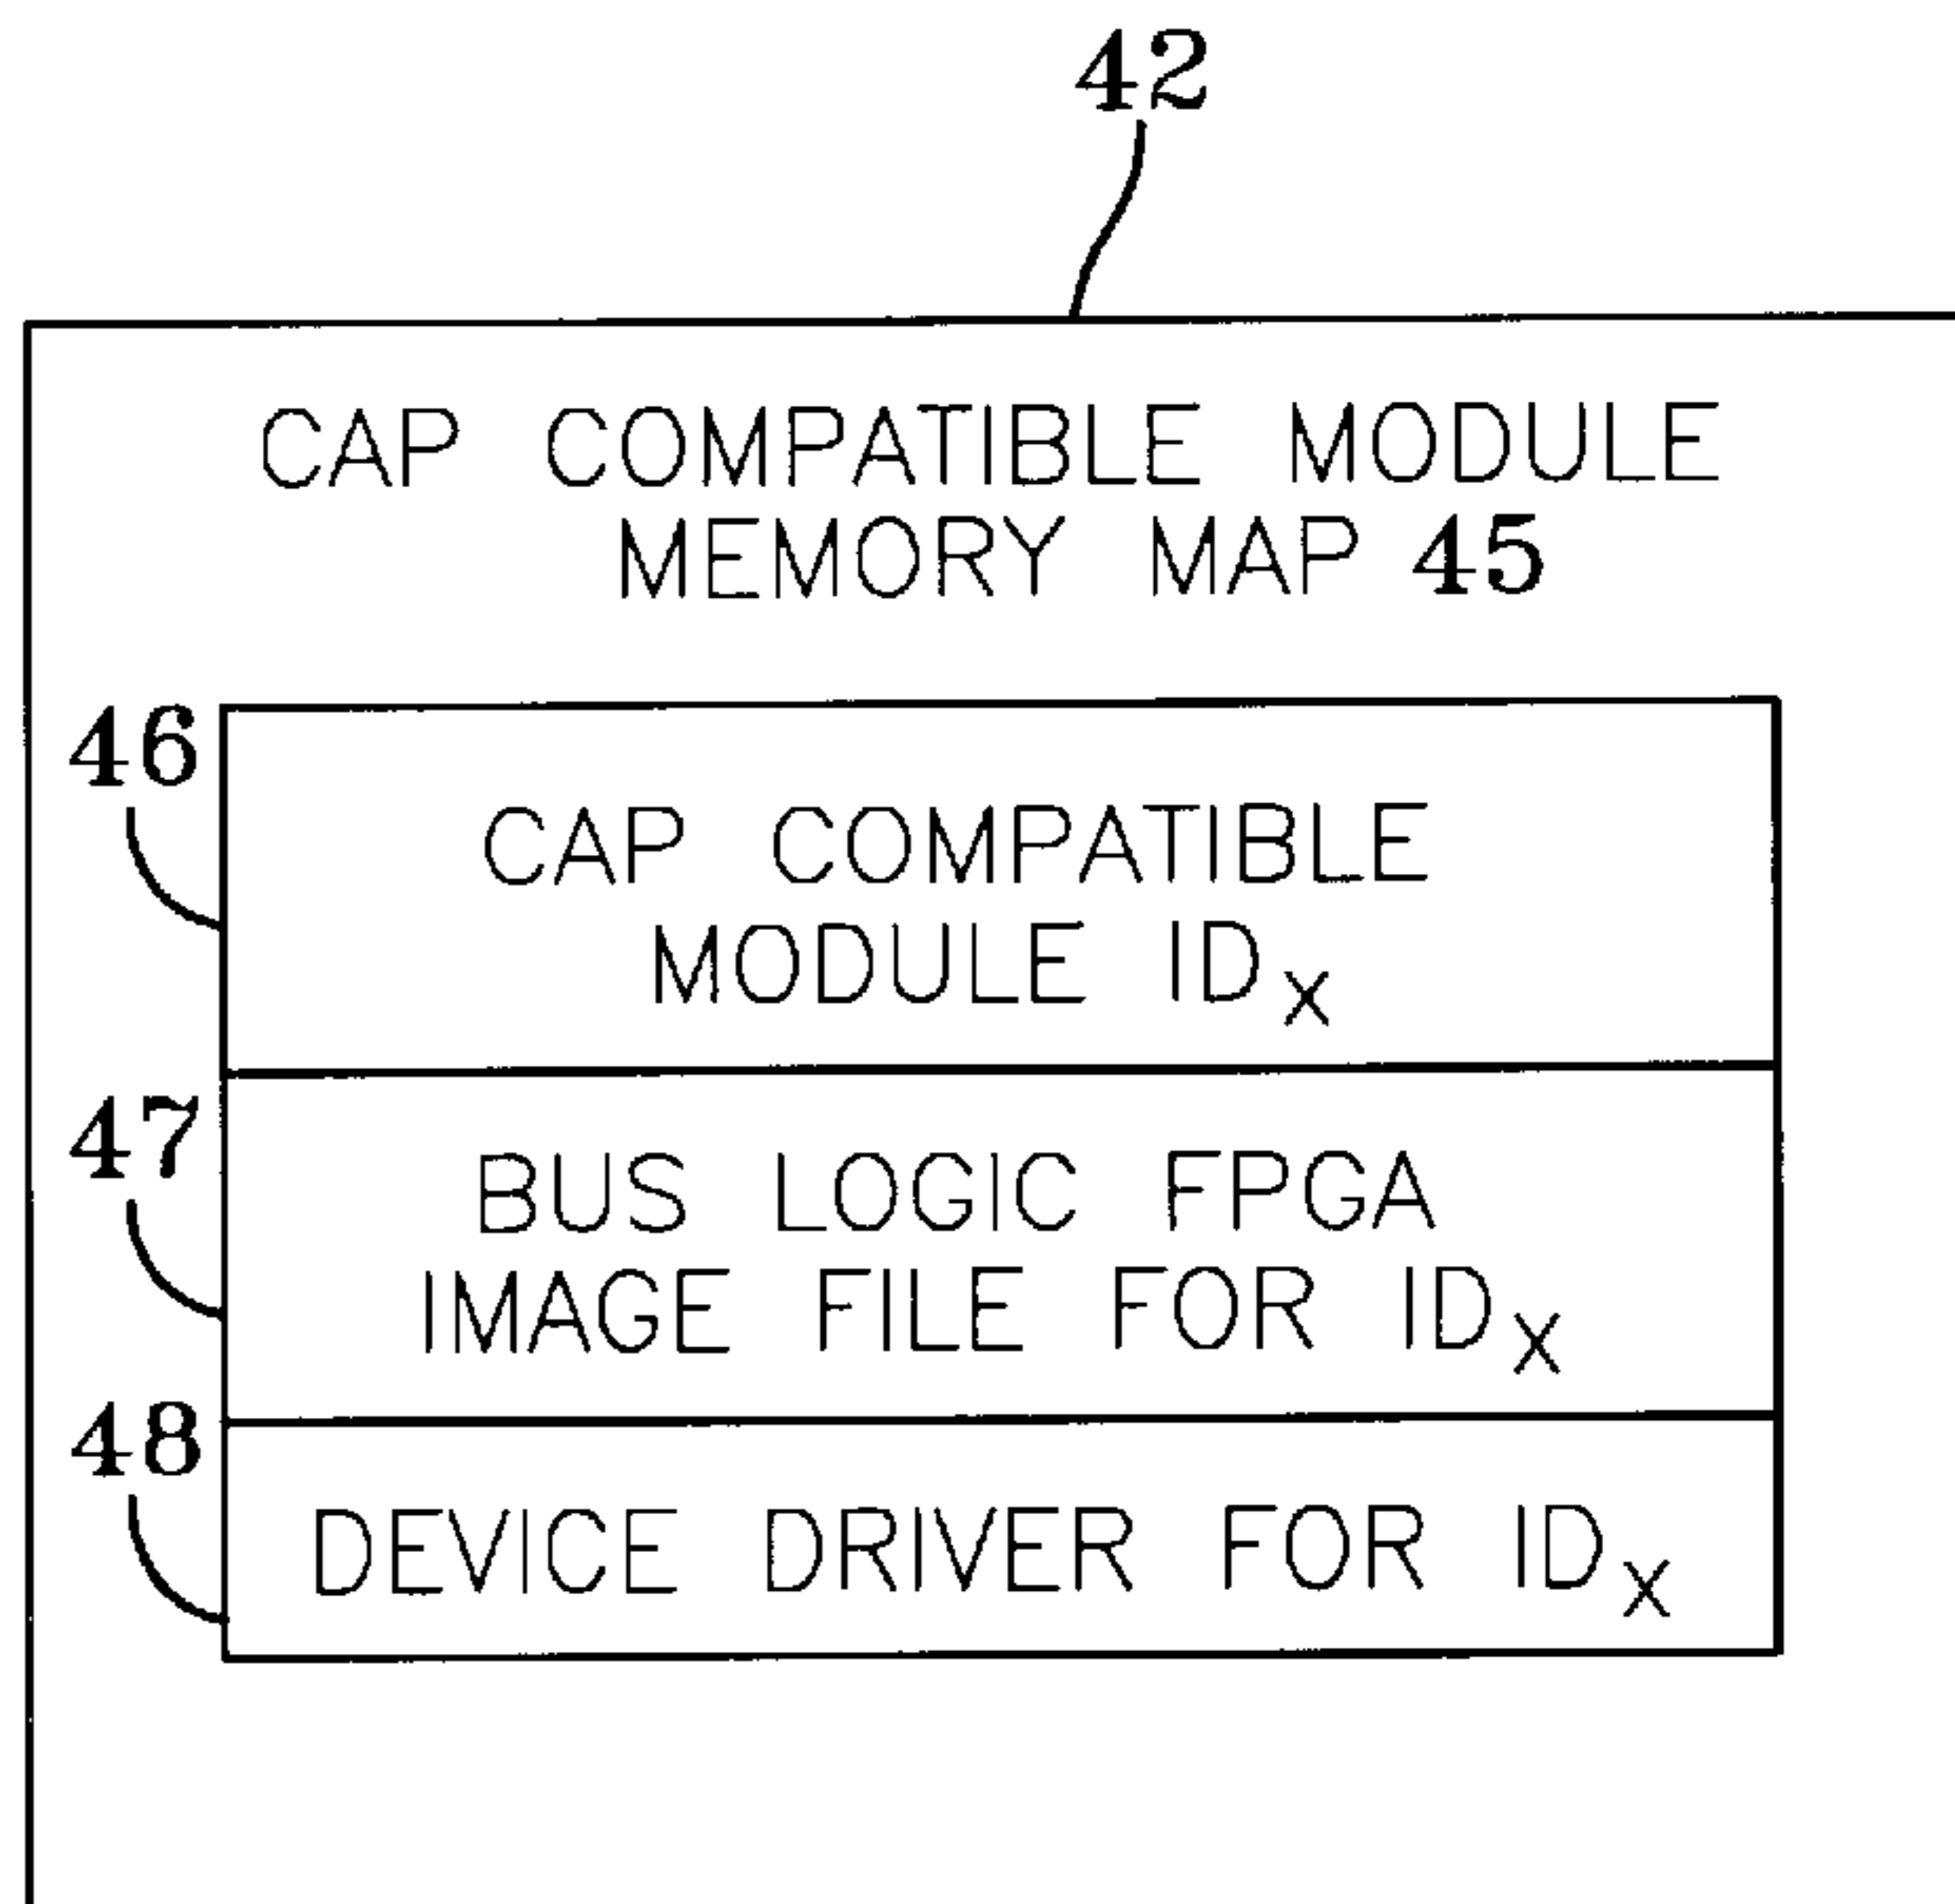 42
CAP COMPATIBLE MODULE
MEMORY MAP 45
46
CAP COMPATIBLE
MODULE IDX
47
BUS LOGIC FPGA
IMAGE FILE FOR IDX
48
DEVICE DRIVER FOR IDX